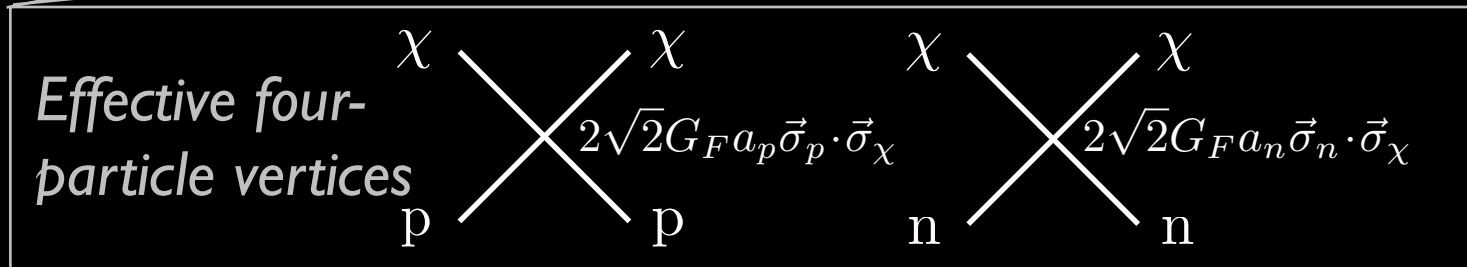 Effective four-
particle vertices
χ χ
2√2G_F a_p σ⃗_p·σ⃗_χ
p p
χ χ
2√2G_F a_n σ⃗_n·σ⃗_χ
n n